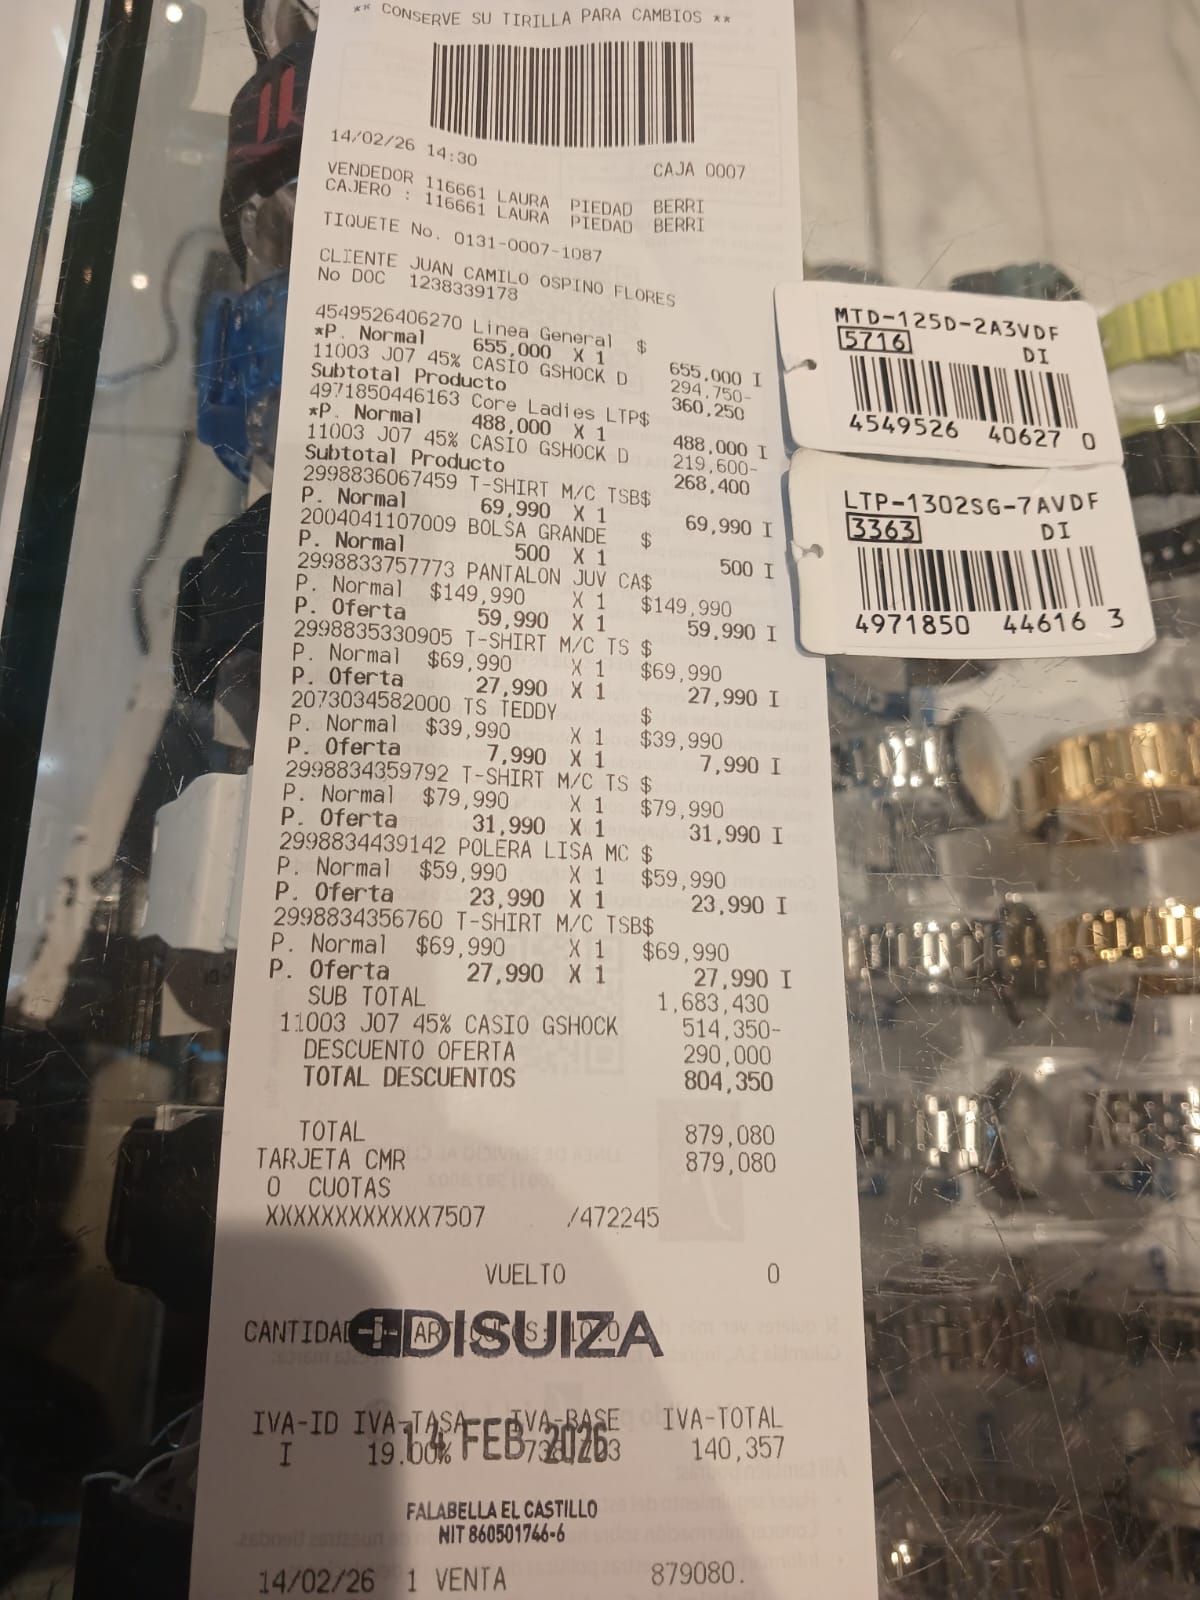 ** CONSERVE SU TIRILLA PARA CAMBIOS **
14/02/26 14:30 CAJA 0007
VENDEDOR 116661 LAURA PIEDAD BERRI
CAJERO : 116661 LAURA PIEDAD BERRI
TIQUETE No. 0131-0007-1087
CLIENTE JUAN CAMILO OSPINO FLORES
No DOC 1238339178
4549526406270 Linea General $
*P. Normal 655,000 X 1 655,000 I
11003 J07 45% CASIO GSHOCK D 294,750-
Subtotal Producto 360,250
4971850446163 Core Ladies LTP$
*P. Normal 488,000 X 1 488,000 I
11003 J07 45% CASIO GSHOCK D 219,600-
Subtotal Producto 268,400
2998836067459 T-SHIRT M/C TSB$
P. Normal 69,990 X 1 69,990 I
2004041107009 BOLSA GRANDE $
P. Normal 500 X 1 500 I
2998833757773 PANTALON JUV CA$
P. Normal $149,990 X 1 $149,990
P. Oferta 59,990 X 1 59,990 I
2998835330905 T-SHIRT M/C TS $
P. Normal $69,990 X 1 $69,990
P. Oferta 27,990 X 1 27,990 I
2073034582000 TS TEDDY $
P. Normal $39,990 X 1 $39,990
P. Oferta 7,990 X 1 7,990 I
2998834359792 T-SHIRT M/C TS $
P. Normal $79,990 X 1 $79,990
P. Oferta 31,990 X 1 31,990 I
2998834439142 POLERA LISA MC $
P. Normal $59,990 X 1 $59,990
P. Oferta 23,990 X 1 23,990 I
2998834356760 T-SHIRT M/C TSB$
P. Normal $69,990 X 1 $69,990
P. Oferta 27,990 X 1 27,990 I
SUB TOTAL 1,683,430
11003 J07 45% CASIO GSHOCK 514,350-
DESCUENTO OFERTA 290,000
TOTAL DESCUENTOS 804,350
TOTAL 879,080
TARJETA CMR 879,080
0 CUOTAS
XXXXXXXXXXXX7507 /472245
VUELTO 0
CANTIDAD
DISUIZA
IVA-ID IVA-TASA IVA-BASE IVA-TOTAL
I 19.00% 140,357
14 FEB 2026
FALABELLA EL CASTILLO
NIT 860501746-6
14/02/26 1 VENTA 879080.
MTD-125D-2A3VDF
5716 DI
4549526 40627 0
LTP-1302SG-7AVDF
3363 DI
4971850 44616 3